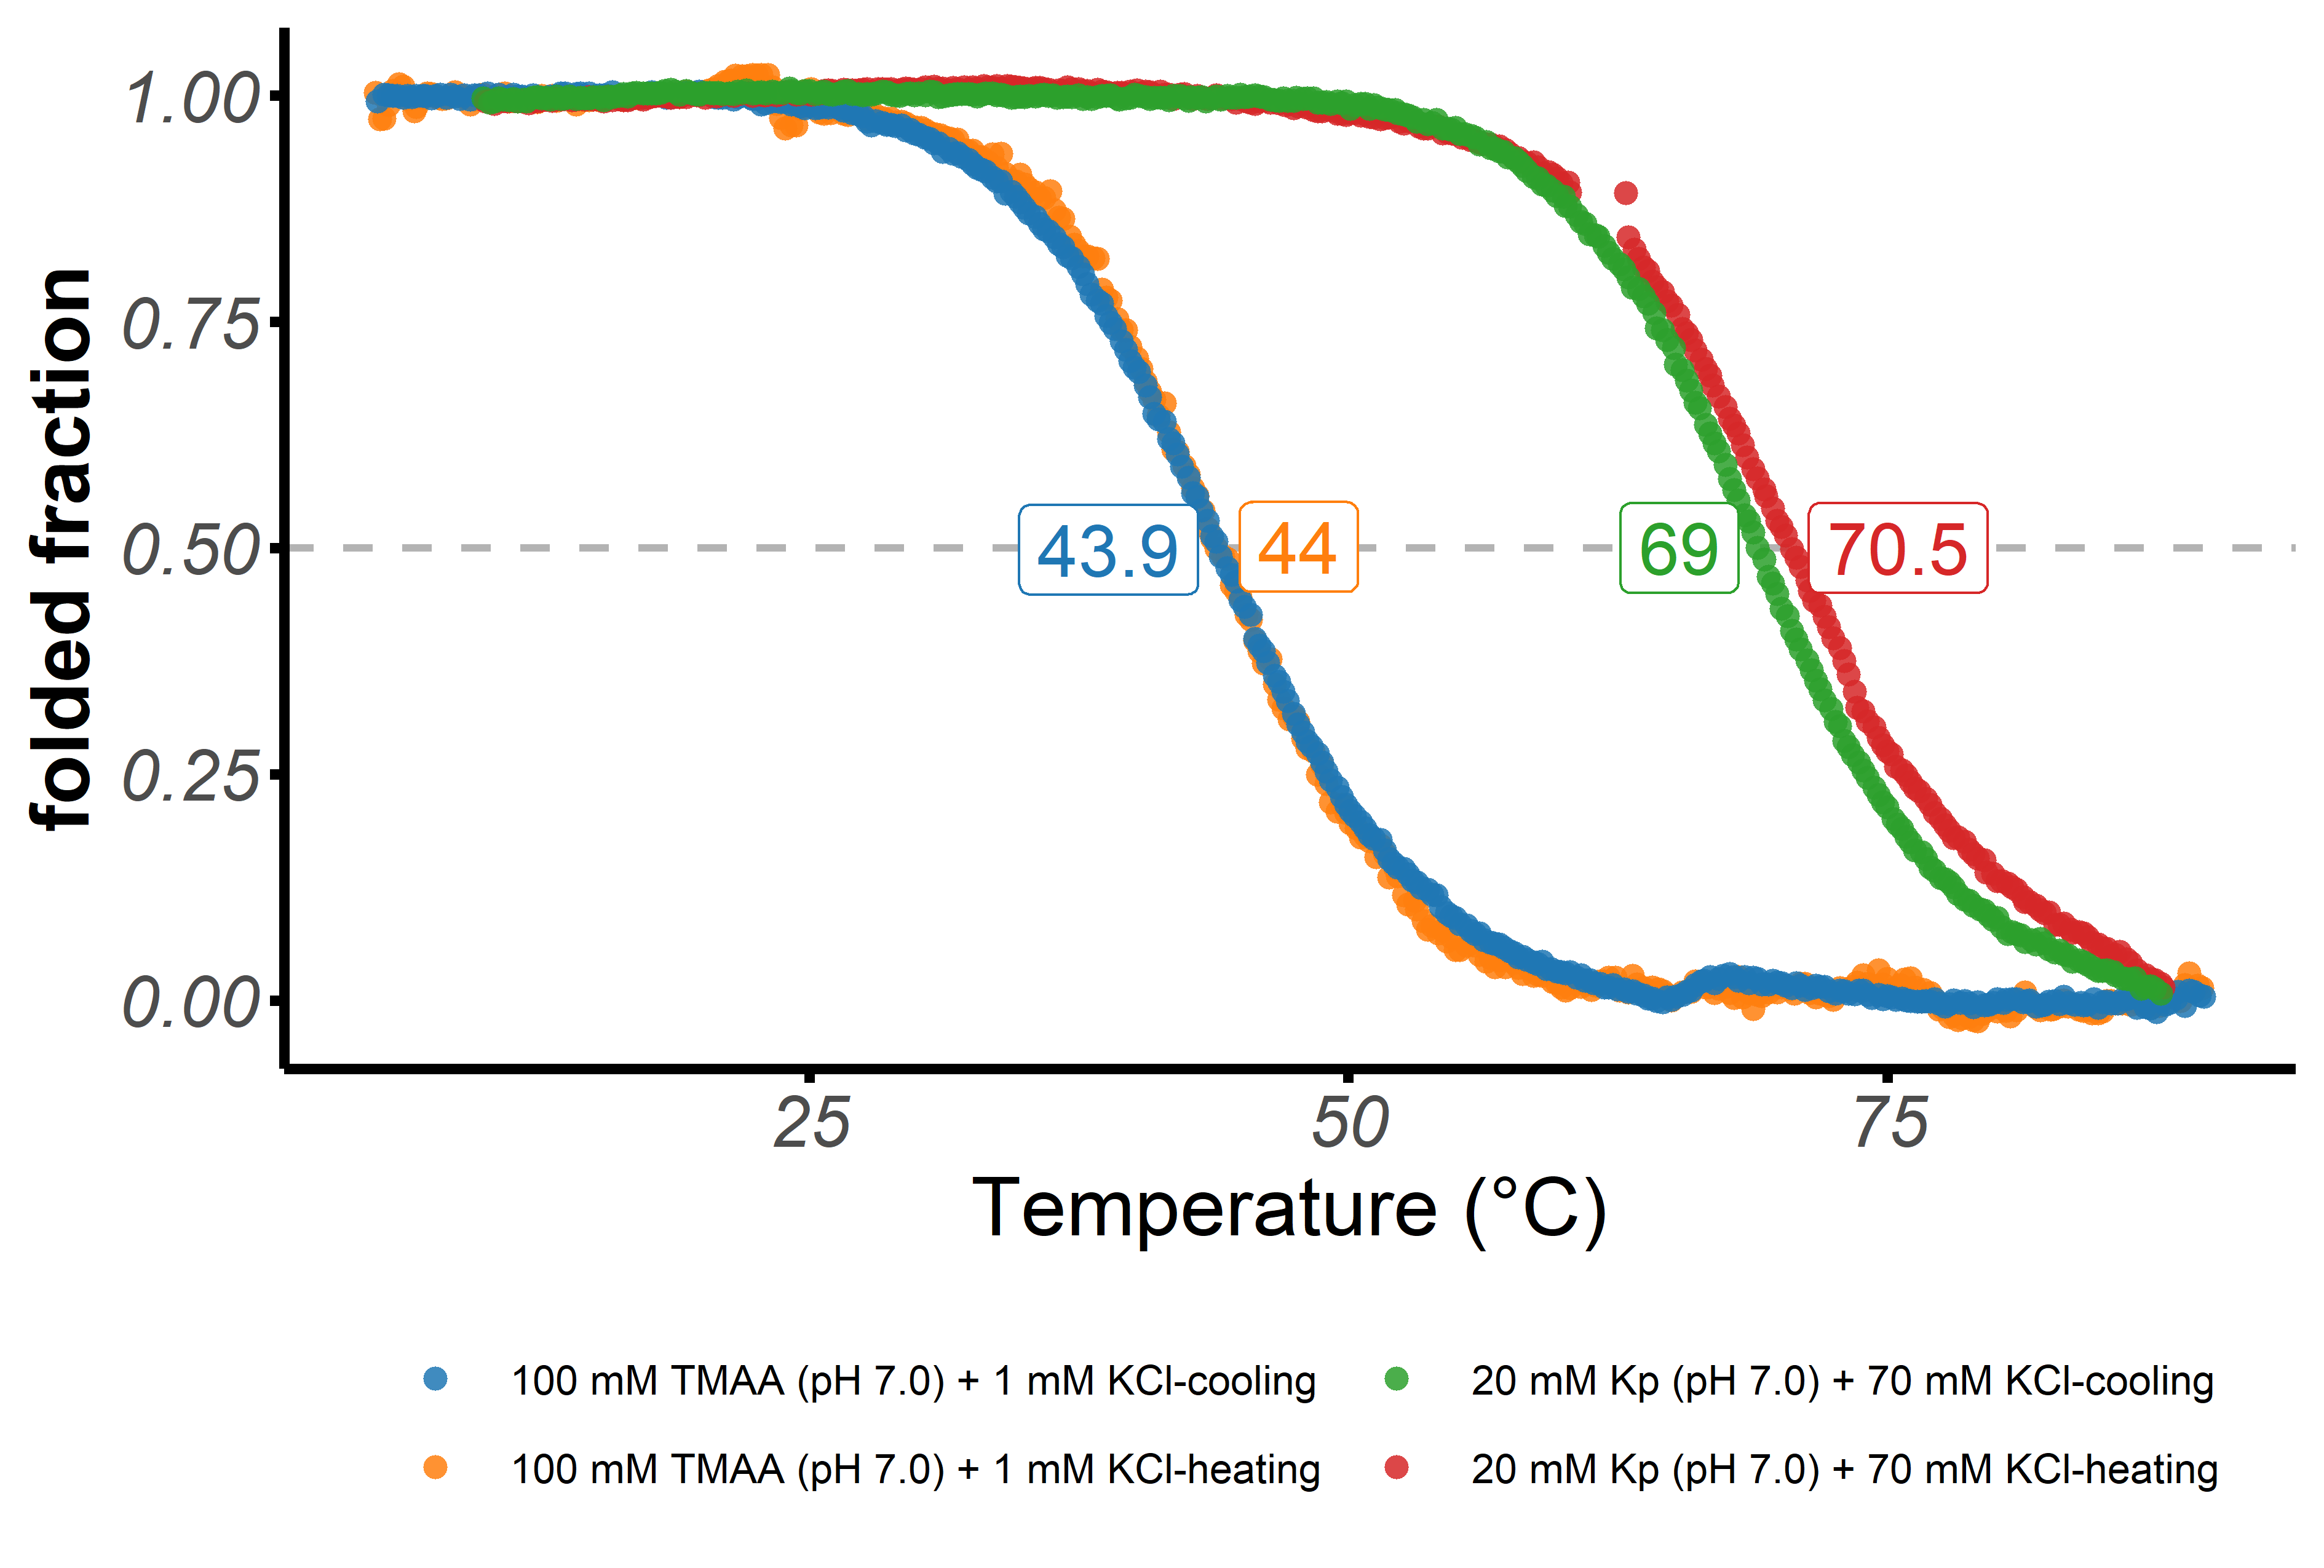 1.00
0.75
0.50
0.25
0.00
folded fraction
43.9
44
69
70.5
25
50
75
Temperature (°C)
100 mM TMAA (pH 7.0) + 1 mM KCl-cooling
20 mM Kp (pH 7.0) + 70 mM KCl-cooling
100 mM TMAA (pH 7.0) + 1 mM KCl-heating
20 mM Kp (pH 7.0) + 70 mM KCl-heating